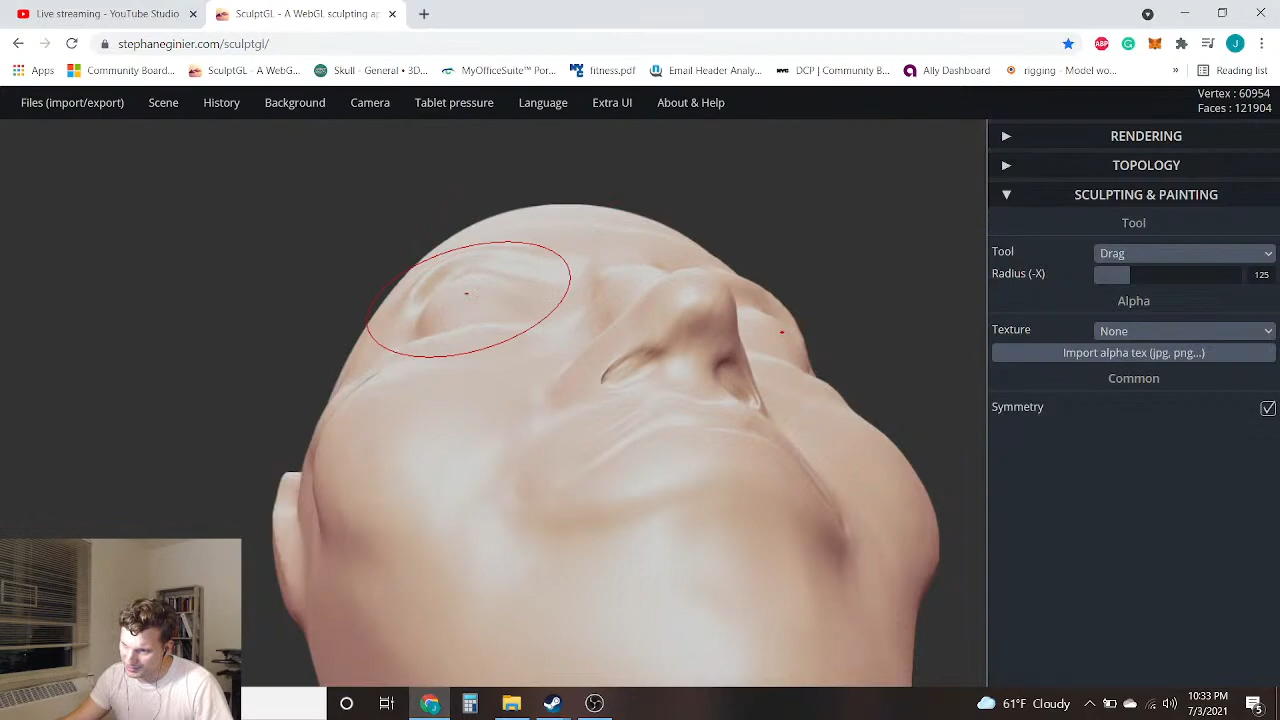 Live streaming - YouTube Studio
SculptGL - A WebGL sculpting ap
stephaneginier.com/sculptgl/
ABP
G
J
Apps
Community Board...
SculptGL - A WebG...
Skull - General • 3D...
MyOfficeSuite™ Por...
fitness.pdf
Email Header Analy...
DCP | Community B...
Ally Dashboard
rigging - Model wo...
»
Reading list
Files (import/export)
Scene
History
Background
Camera
Tablet pressure
Language
Extra UI
About & Help
Vertex : 60954
Faces : 121904
RENDERING
TOPOLOGY
SCULPTING & PAINTING
Tool
Tool
Drag
Radius (-X)
125
Alpha
Texture
None
Import alpha tex (jpg, png...)
Common
Symmetry
61°F Cloudy
10:33 PM
7/3/2021
5